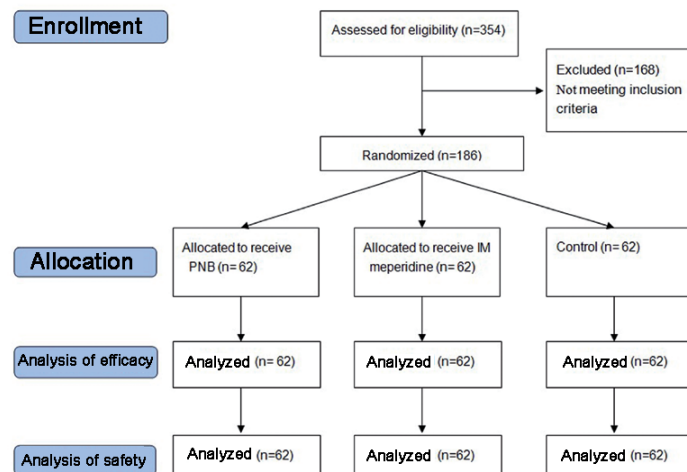 Enrollment
Assessed for eligibility (n=354)
Excluded (n=168)
Not meeting inclusion
criteria
Randomized (n=186)
Allocation
Allocated to receive
PNB (n= 62)
Allocated to receive IM
meperidine (n= 62)
Control (n=62)
Analysis of efficacy
Analyzed (n= 62)
Analyzed (n=62)
Analyzed (n=62)
Analysis of safety
Analyzed (n=62)
Analyzed (n=62)
Analyzed (n=62)